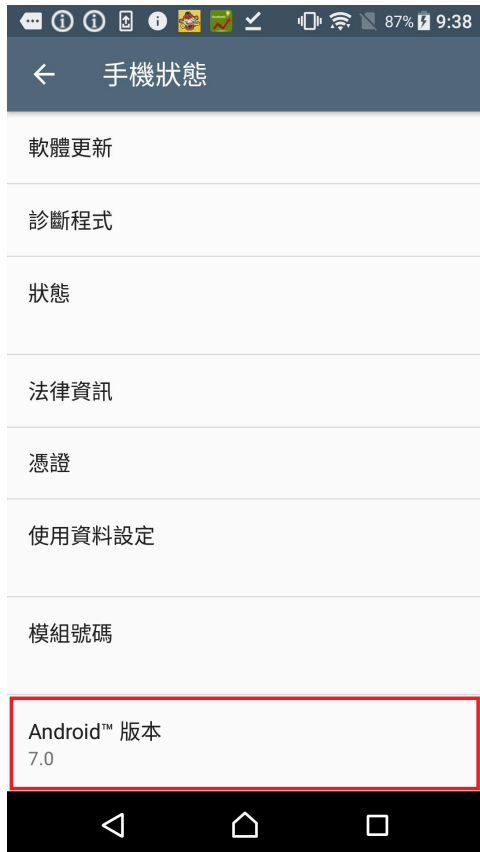 87% 9:38
手機狀態
軟體更新
診斷程式
狀態
法律資訊
憑證
使用資料設定
模組號碼
Android™ 版本
7.0